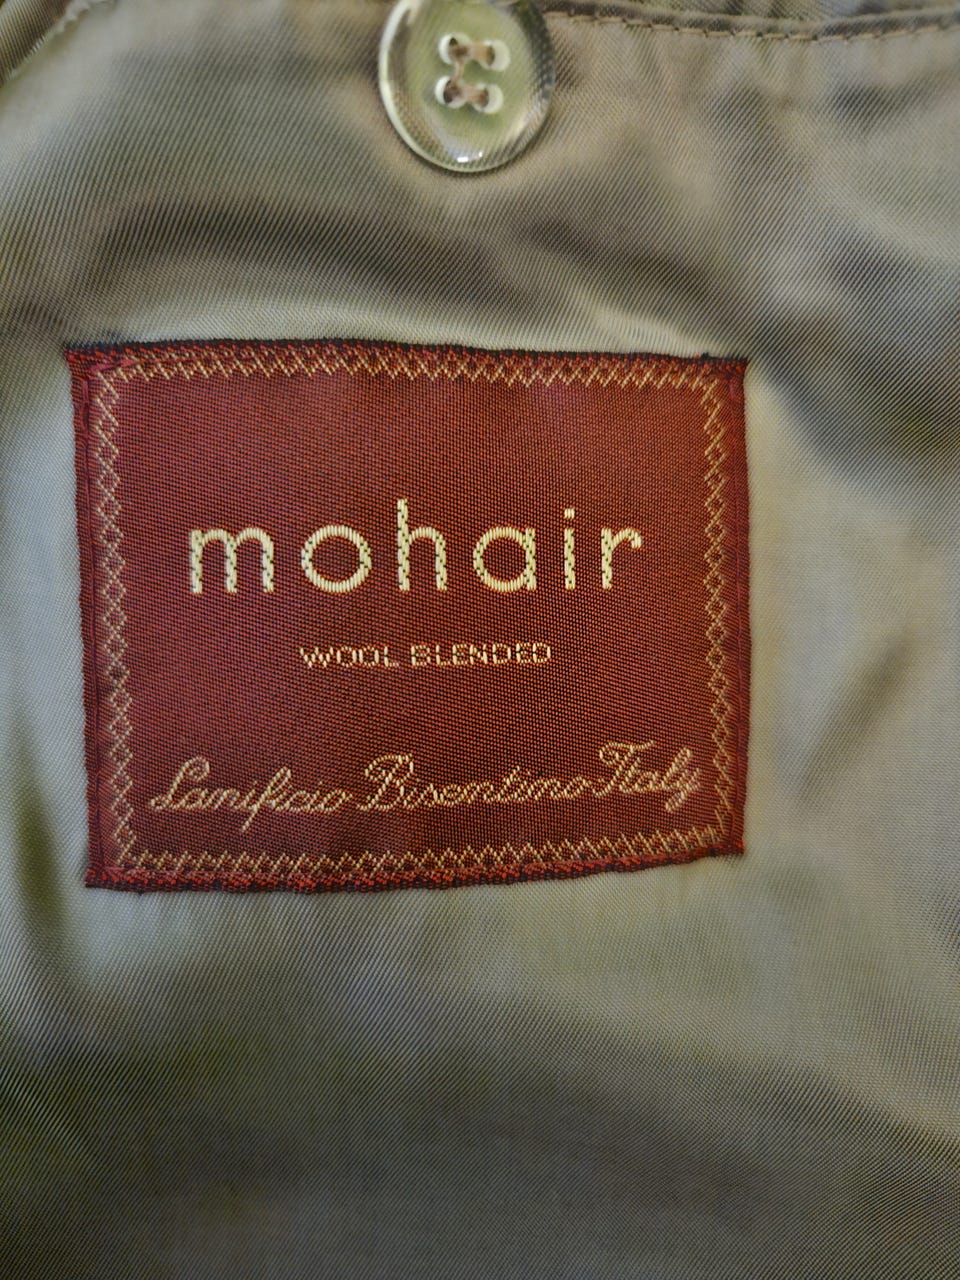 mohair
WOOL BLENDED
Lanificio Bisentino Italy